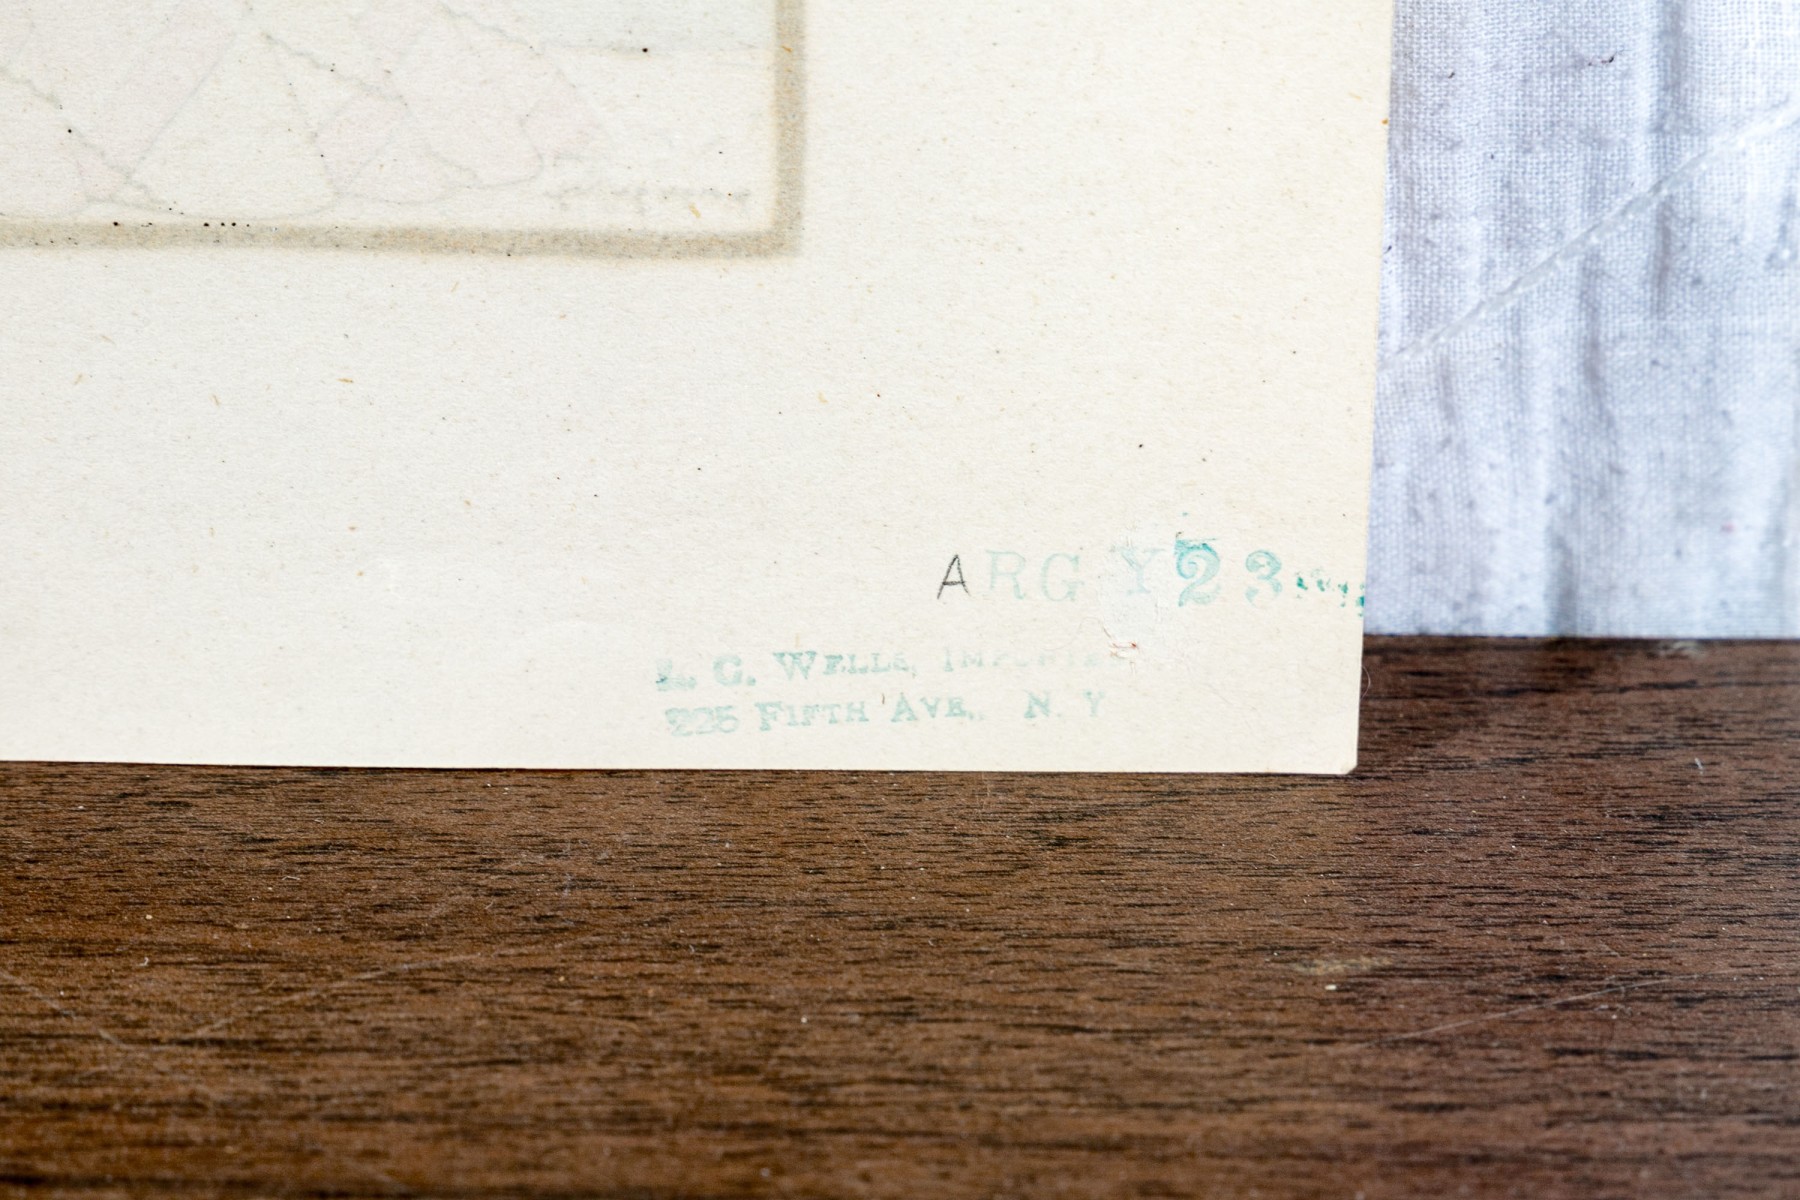 ARG Y23
L. G. WELLS, IMPORTER
225 FIFTH AVE., N. Y